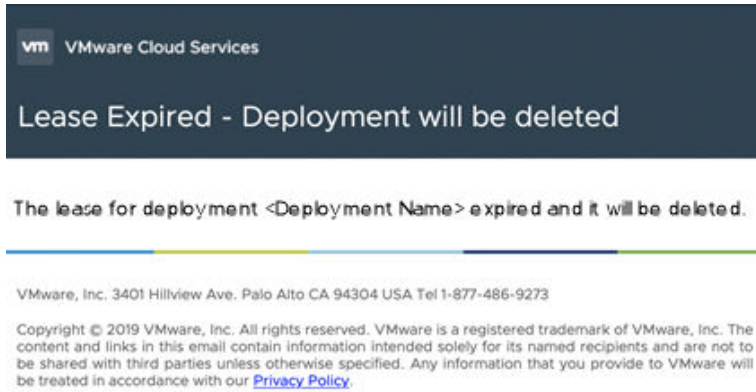 vm VMware Cloud Services
Lease Expired - Deployment will be deleted
The lease for deployment <Deployment Name> expired and it will be deleted.
VMware, Inc. 3401 Hillview Ave. Palo Alto CA 94304 USA Tel 1-877-486-9273
Copyright © 2019 VMware, Inc. All rights reserved. VMware is a registered trademark of VMware, Inc. The
content and links in this email contain information intended solely for its named recipients and are not to
be shared with third parties unless otherwise specified. Any information that you provide to VMware will
be treated in accordance with our Privacy Policy.